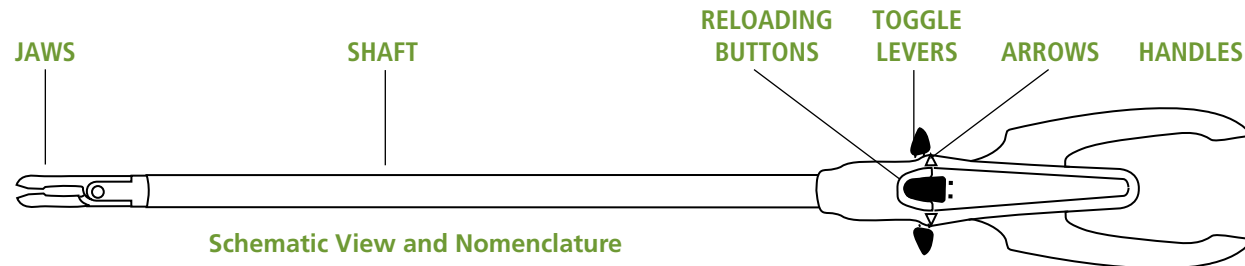 JAWS
SHAFT
RELOADING
BUTTONS
TOGGLE
LEVERS
ARROWS
HANDLES
Schematic View and Nomenclature